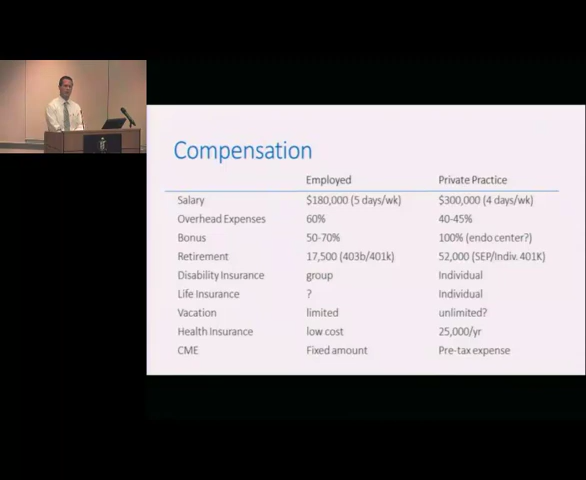 Compensation
Employed Private Practice
Salary $180,000 (5 days/wk) $300,000 (4 days/wk)
Overhead Expenses 60% 40-45%
Bonus 50-70% 100% (endo center?)
Retirement 17,500 (403b/401k) 52,000 (SEP/Indiv. 401K)
Disability Insurance group Individual
Life Insurance ? Individual
Vacation limited unlimited?
Health Insurance low cost 25,000/yr
CME Fixed amount Pre-tax expense